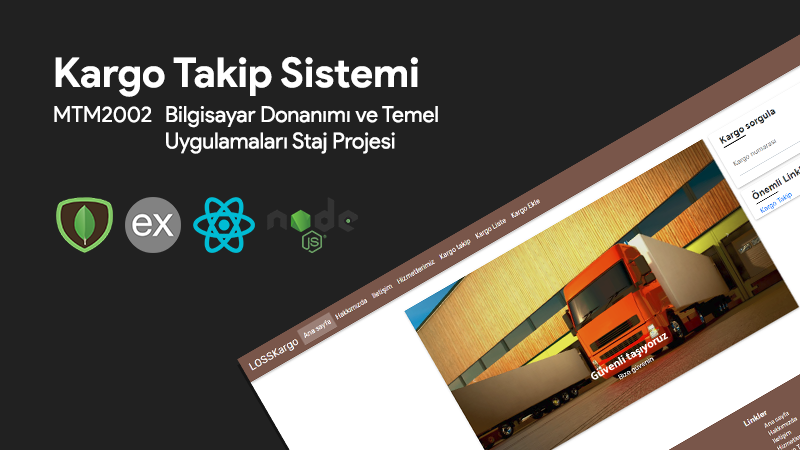 Kargo Takip Sistemi
MTM2002 Bilgisayar Donanımı ve Temel
Uygulamaları Staj Projesi
ex
node
JS
LOSSKargo
Ana sayfa
Hakkımızda
İletişim
Hizmetlerimiz
Kargo takip
Kargo Liste
Kargo Ekle
Güvenli taşıyoruz
Bize güvenin
Kargo sorgula
Kargo numarası
Önemli Linkl
Kargo Takip
Linkler
Ana sayfa
Hakkımızda
İletişim